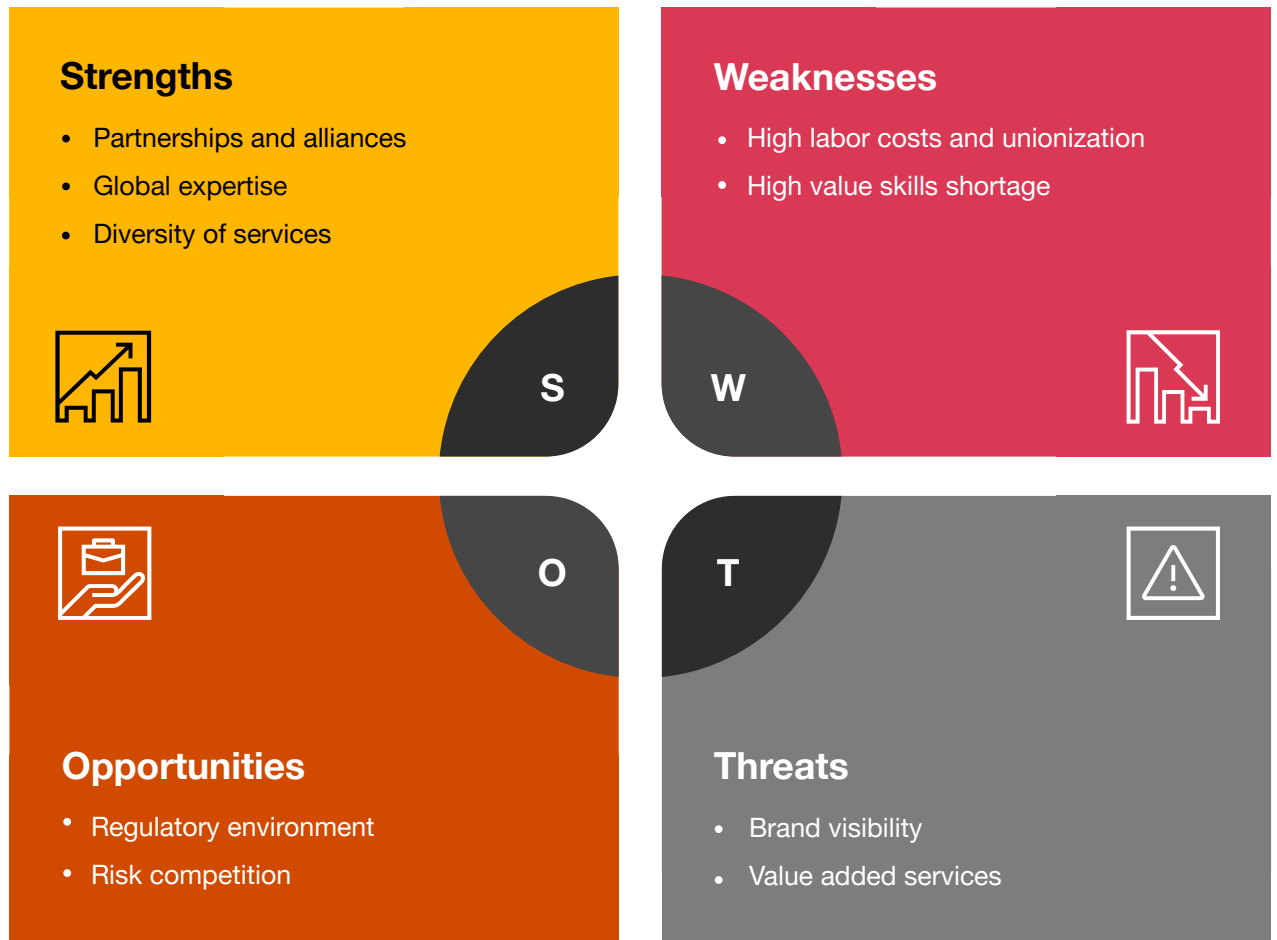 Strengths
• Partnerships and alliances
• Global expertise
• Diversity of services
S
Weaknesses
• High labor costs and unionization
• High value skills shortage
W
O
Opportunities
• Regulatory environment
• Risk competition
T
Threats
• Brand visibility
• Value added services